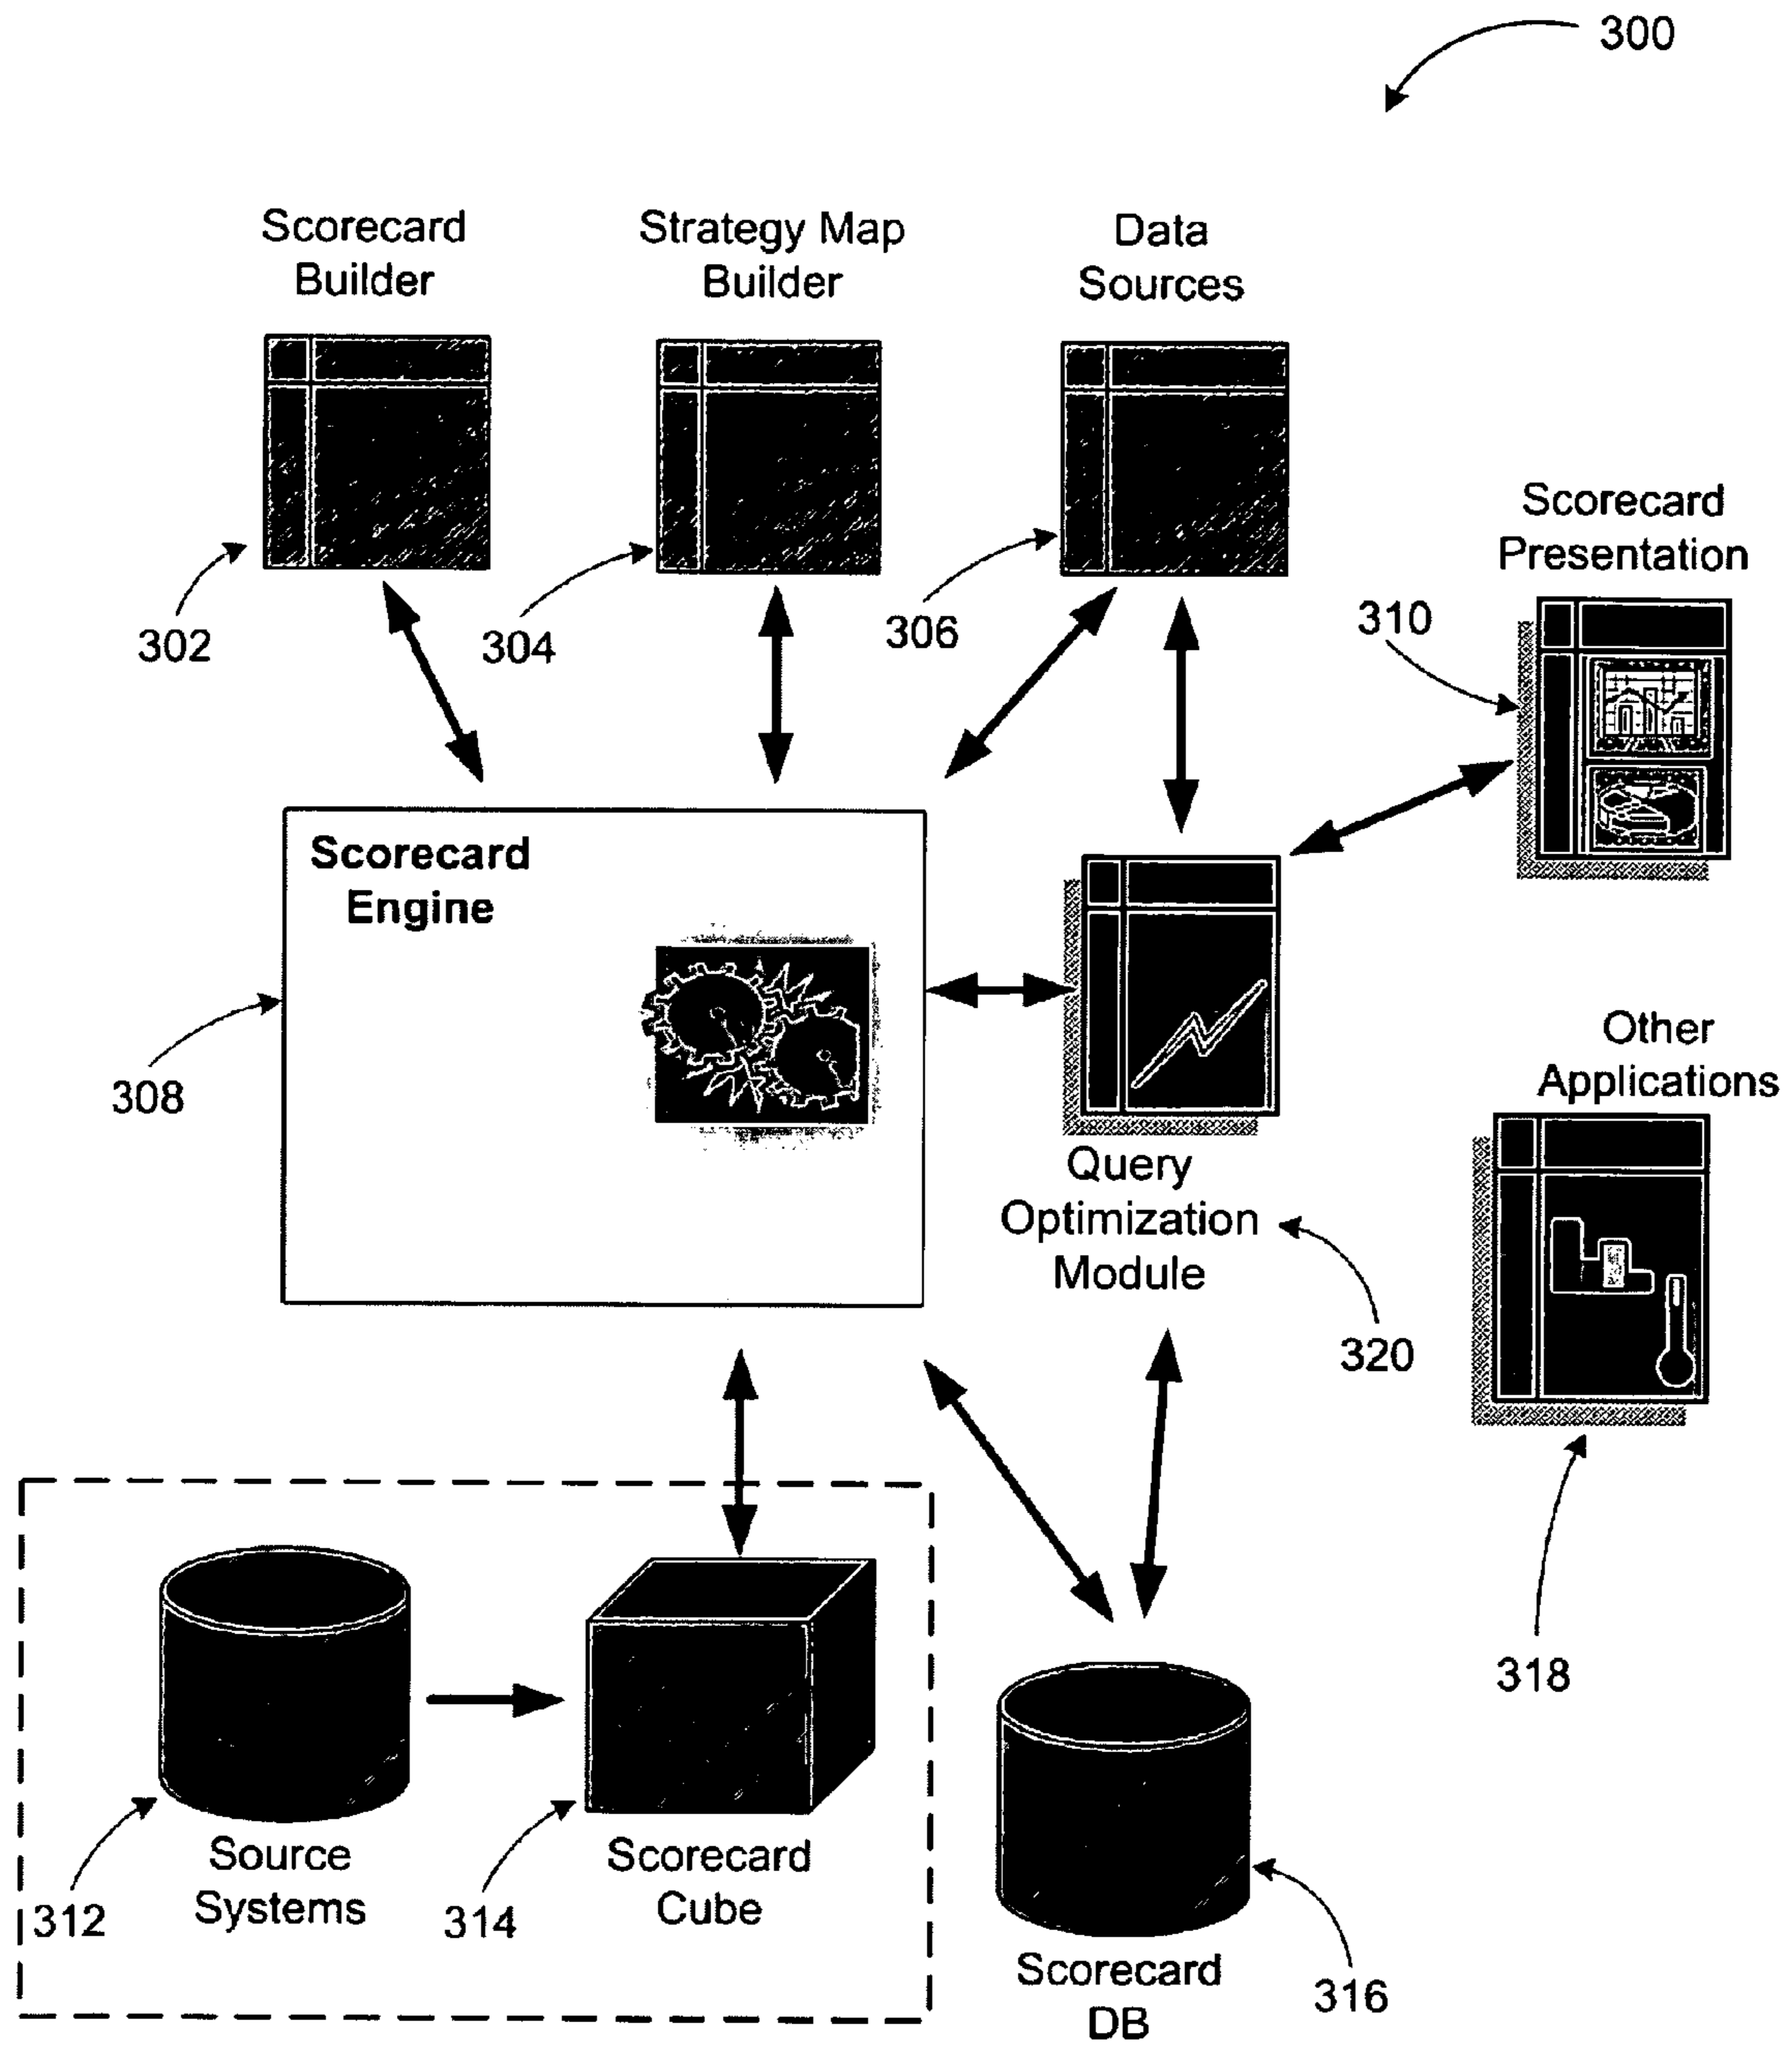 300
Scorecard
Builder
Strategy Map
Builder
Data
Sources
Scorecard
Presentation
302
304
306
310
Scorecard
Engine
308
Other
Applications
Query
Optimization
Module
320
318
Source
Systems
312
Scorecard
Cube
314
Scorecard
DB
316